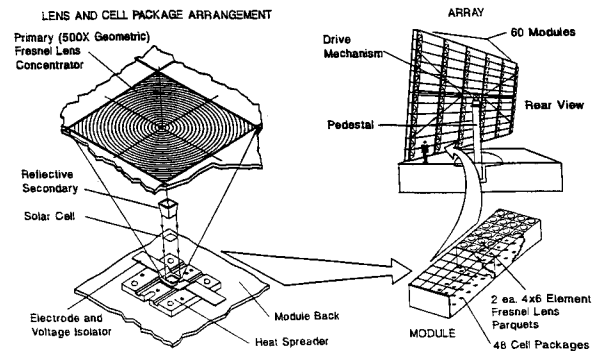 LENS AND CELL PACKAGE ARRANGEMENT
Primary (500X Geometric)
Fresnel Lens
Concentrator
Reflective
Secondary
Solar Cell
Electrode and
Voltage Isolator
Module Back
Heat Spreader
ARRAY
60 Modules
Drive
Mechanism
Rear View
Pedestal
2 ea. 4x6 Element
Fresnel Lens
Parquets
MODULE
48 Cell Packages